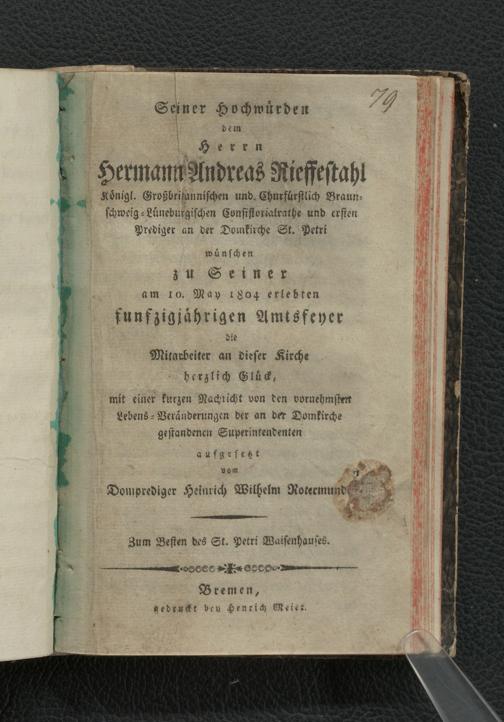 79
Seiner Hochwürden
dem
Herrn
Hermann Andreas Rieffestahl
Königl. Großbritannischen und Churfürstlich Braun-
schweig-Lüneburgischen Consistorialrathe und ersten
Prediger an der Domkirche St. Petri
wünschen
zu Seiner
am 10. May 1804 erlebten
funfzigjährigen Amtsfeyer
die
Mitarbeiter an dieser Kirche
herzlich Glück,
mit einer kurzen Nachricht von den vornehmsten
Lebens-Veränderungen der an der Domkirche
gestandenen Superintendenten
aufgesetzt
vom
Domprediger Heinrich Wilhelm Rotermund
Zum Besten des St. Petri Waisenhauses.
Bremen,
gedruckt bey Henrich Meier.